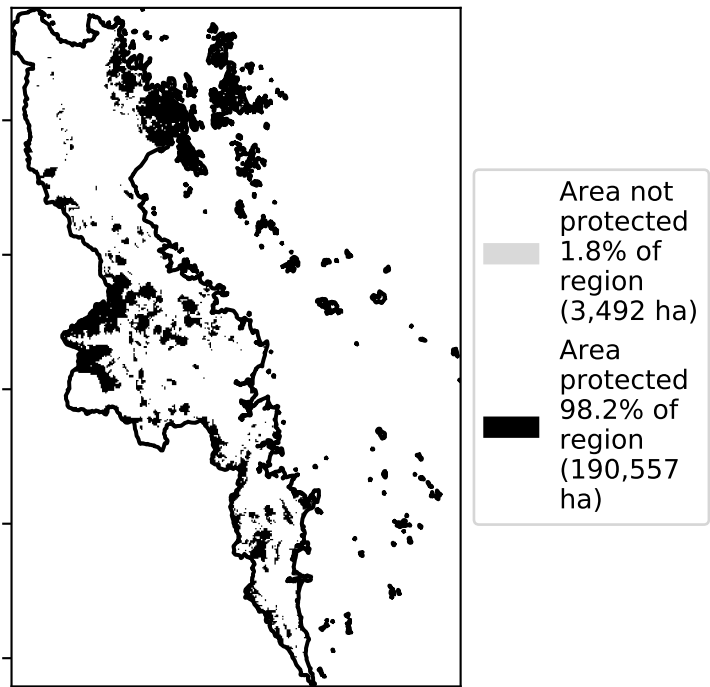 Area not
protected
1.8% of
region
(3,492 ha)
Area
protected
98.2% of
region
(190,557
ha)